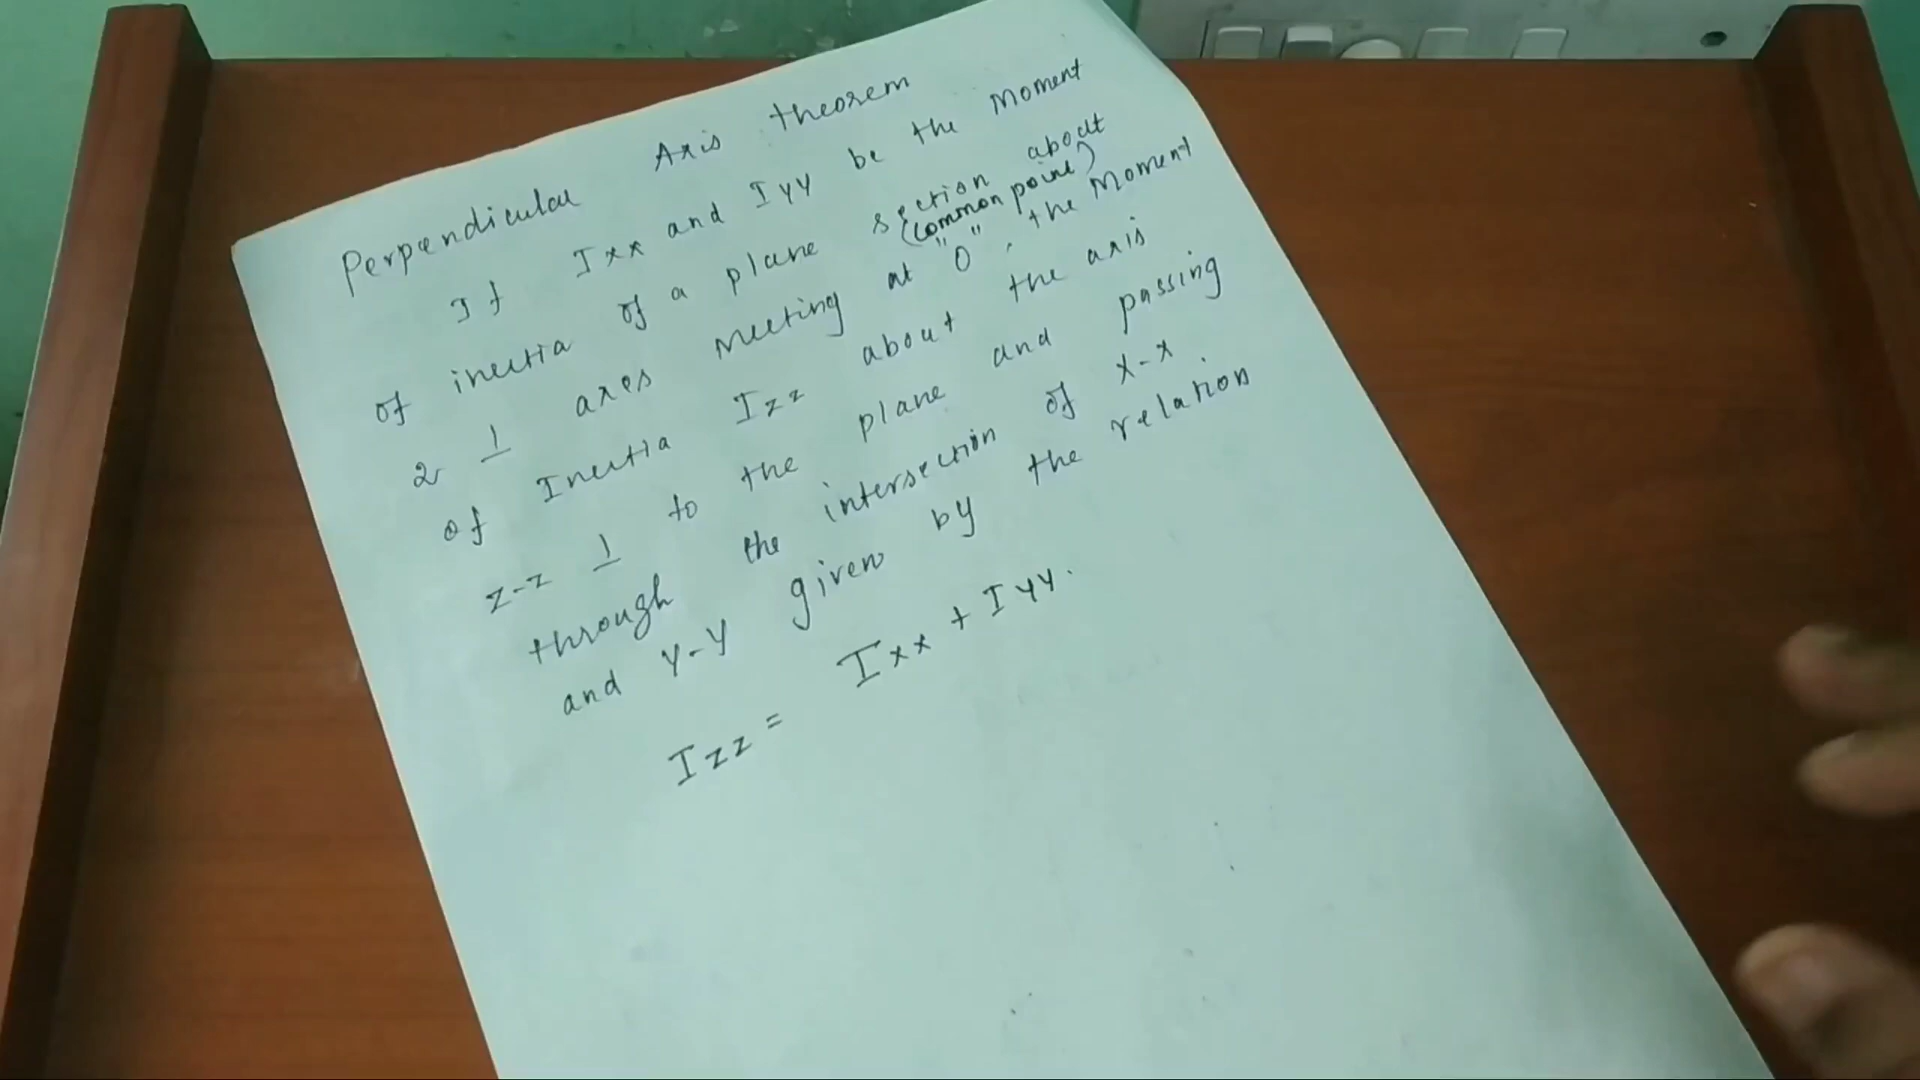 Perpendicular Axis theorem
If Ixx and Iyy be the Moment
of inertia of a plane section about
2 ⊥ axes meeting at "O" (common point), the Moment
of Inertia Izz about the axis
z-z ⊥ to the plane and passing
through the intersection of x-x
and Y-Y given by the relation
Izz = Ixx + Iyy.